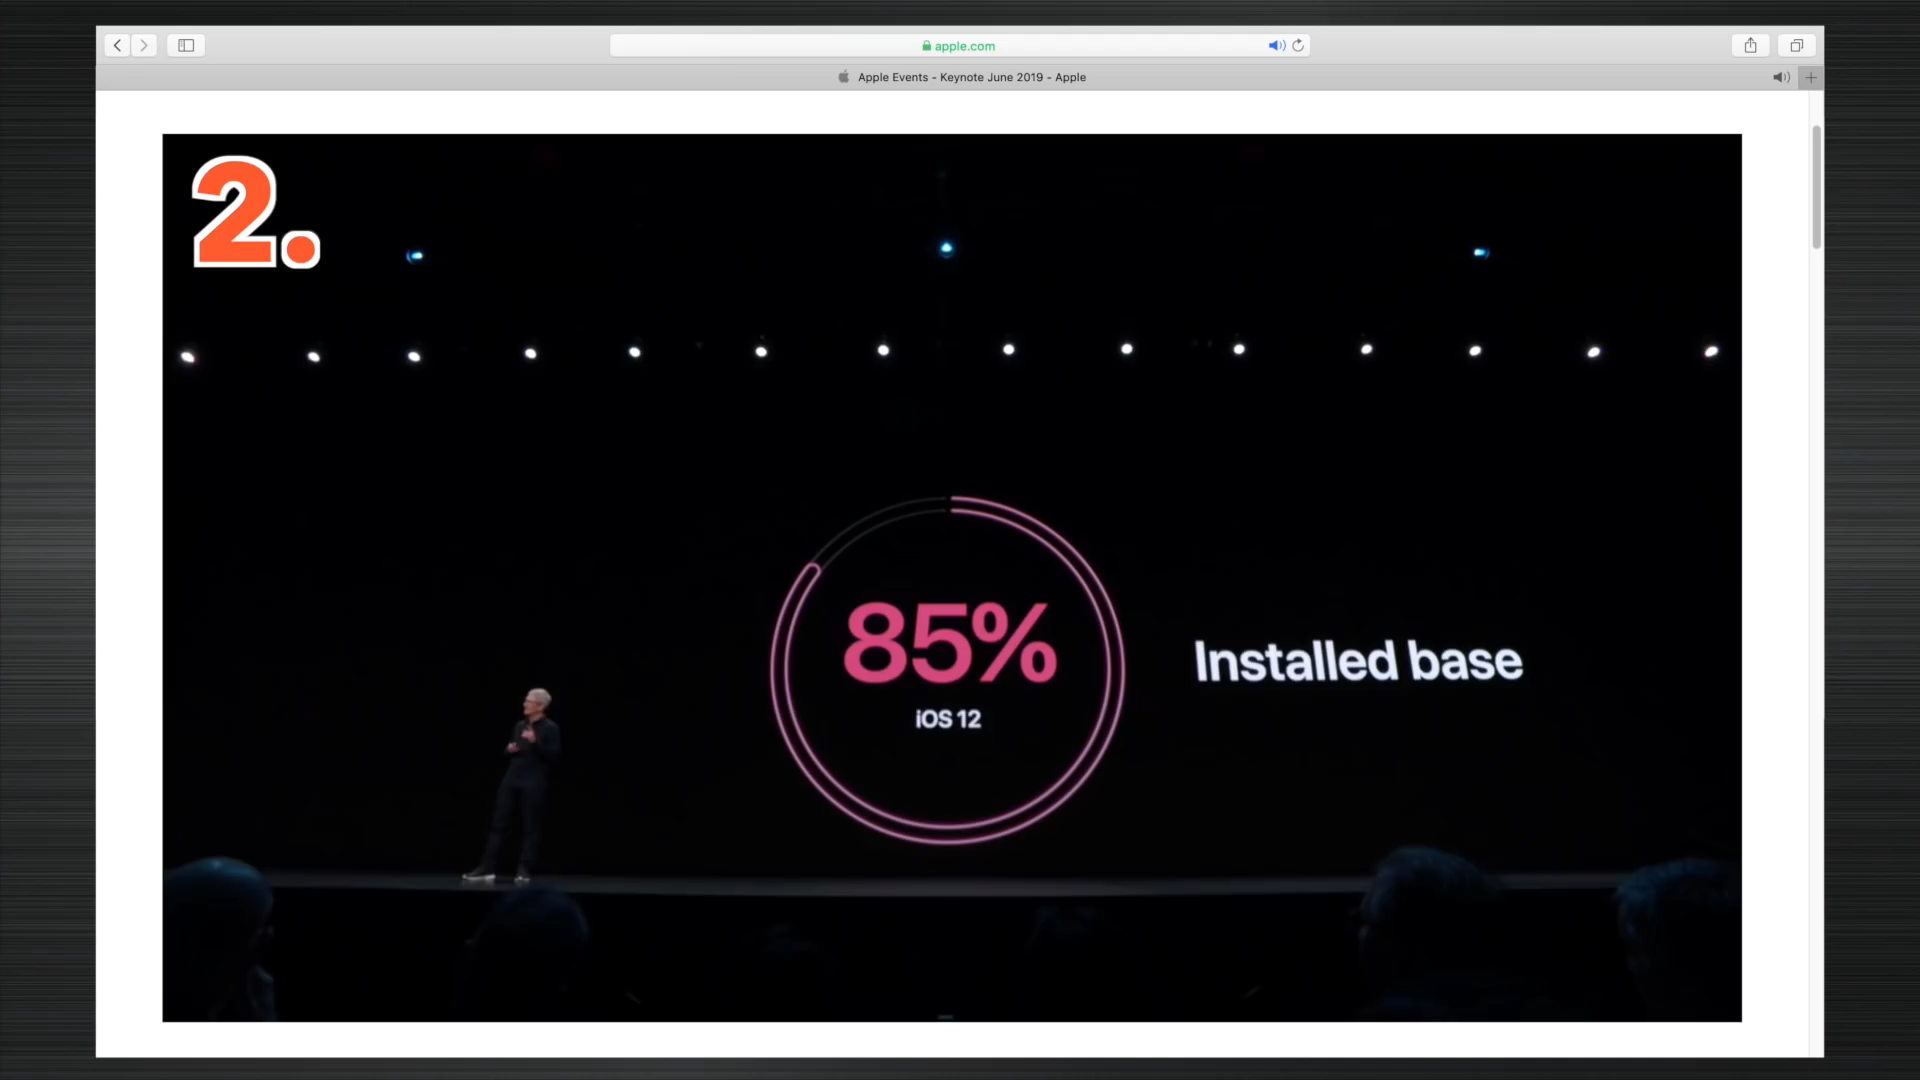 apple.com
Apple Events - Keynote June 2019 - Apple
2.
85%
iOS 12
Installed base